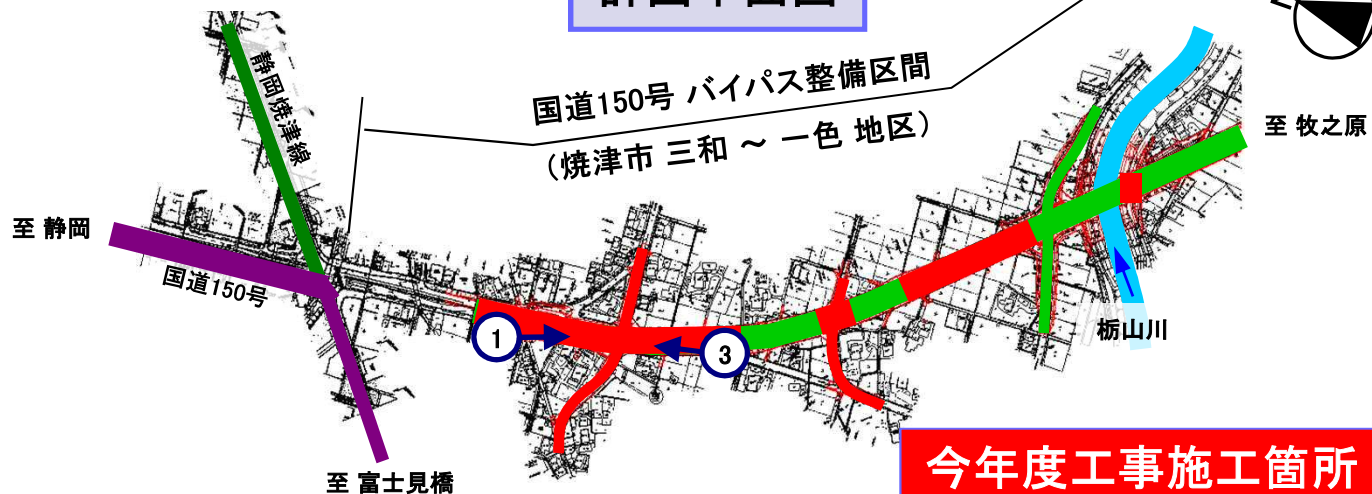 国道150号 バイパス整備区間
(焼津市 三和 ~ 一色 地区)
静岡焼津線
至 牧之原
至 静岡
国道150号
栃山川
1
3
至 富士見橋
今年度工事施工箇所